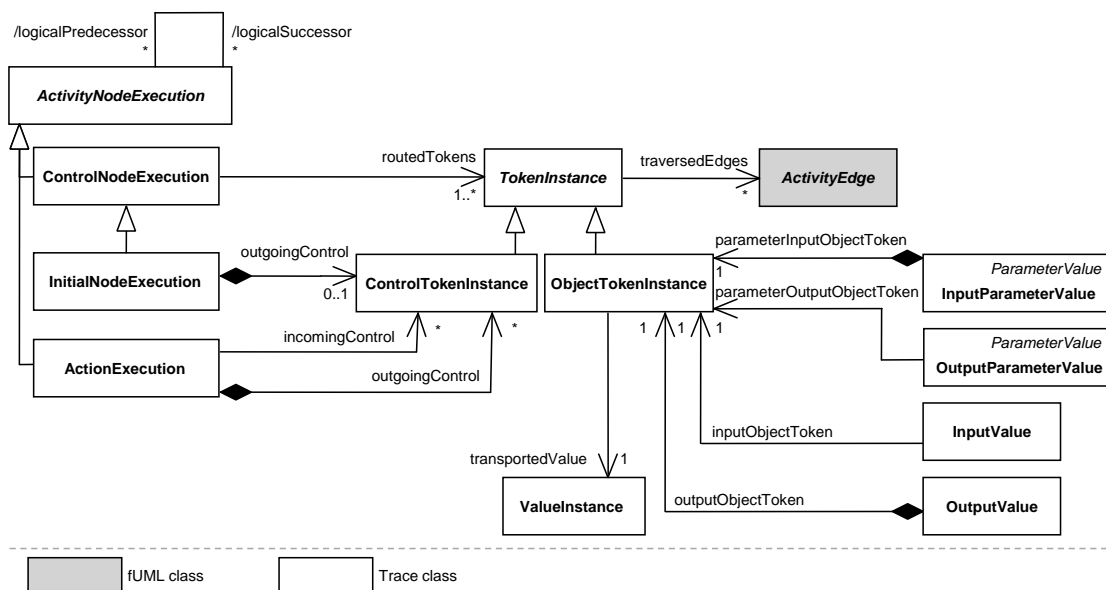 /logicalPredecessor
/logicalSuccessor
*
*
ActivityNodeExecution
ControlNodeExecution
routedTokens
1..*
TokenInstance
traversedEdges
*
ActivityEdge
InitialNodeExecution
outgoingControl
0..1
ControlTokenInstance
ObjectTokenInstance
parameterInputObjectToken
1
ParameterValue
InputParameterValue
parameterOutputObjectToken
1
1
1
ParameterValue
OutputParameterValue
ActionExecution
incomingControl
*
*
outgoingControl
inputObjectToken
InputValue
transportedValue
1
ValueInstance
outputObjectToken
OutputValue
fUML class
Trace class